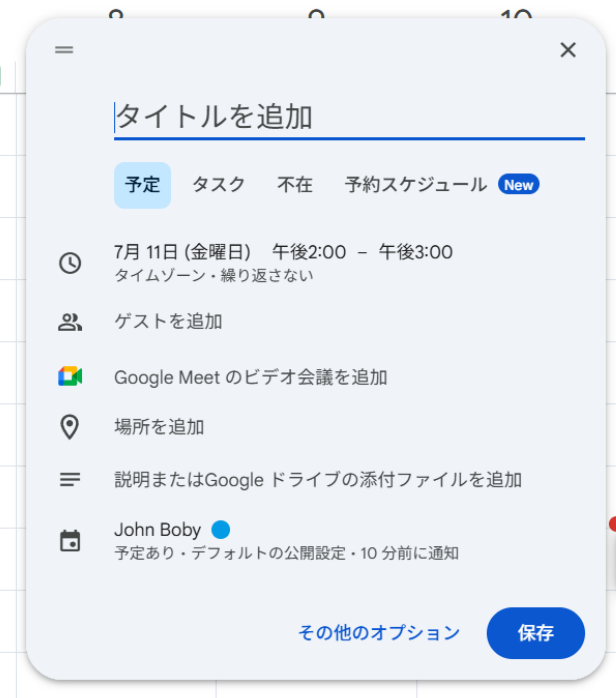 8 9 10
タイトルを追加
予定 タスク 不在 予約スケジュール New
7月 11日 (金曜日) 午後2:00 – 午後3:00
タイムゾーン・繰り返さない
ゲストを追加
Google Meet のビデオ会議を追加
場所を追加
説明またはGoogle ドライブの添付ファイルを追加
John Boby
予定あり・デフォルトの公開設定・10 分前に通知
その他のオプション 保存